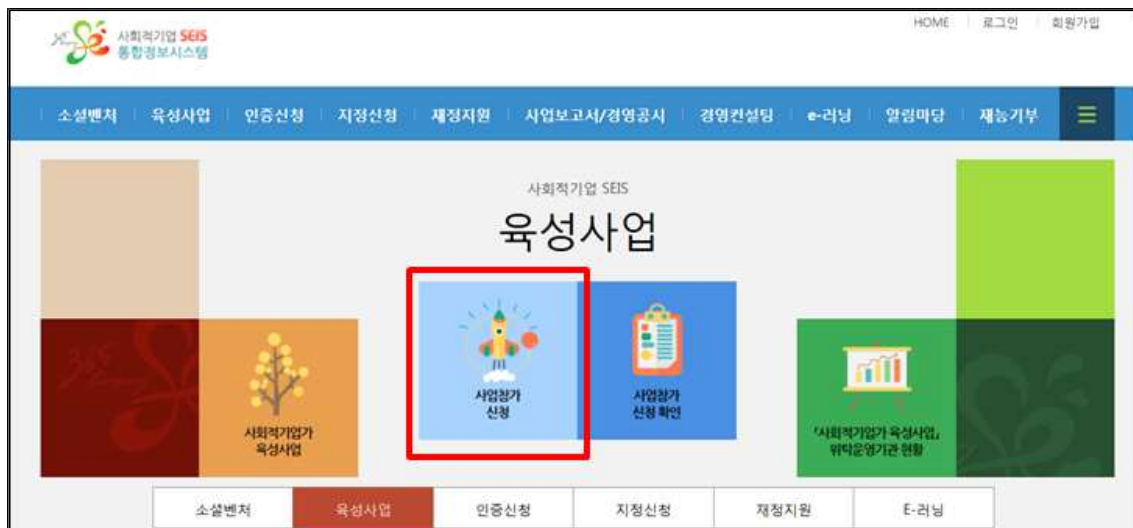 HOME 로그인 회원가입
사회적기업 SEIS
통합정보시스템
소셜벤처 육성사업 인증신청 지정신청 재정지원 사업보고서/경영공시 경영컨설팅 e-러닝 알림마당 재능기부
사회적기업 SEIS
육성사업
사회적기업가
육성사업
사업참가
신청
사업참가
신청 확인
「사회적기업가 육성사업」
위탁운영기관 현황
소셜벤처 육성사업 인증신청 지정신청 재정지원 E-러닝